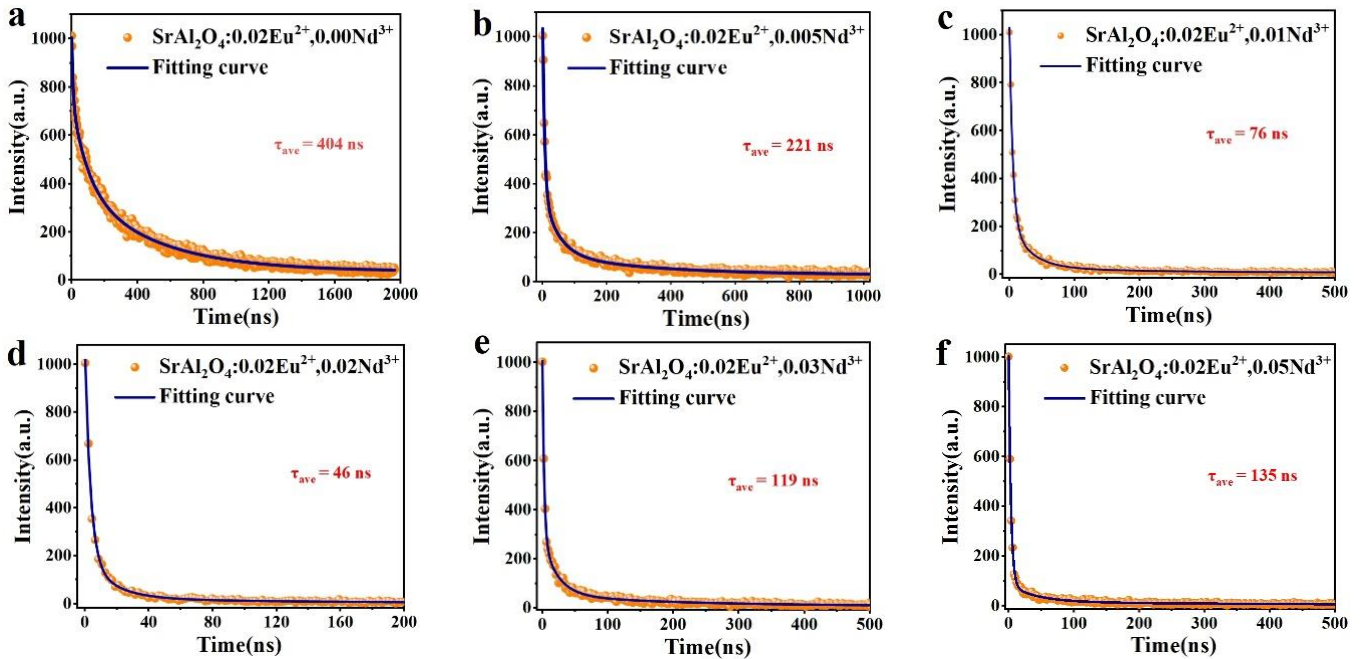 a
SrAl₂O₄:0.02Eu²⁺,0.00Nd³⁺
Fitting curve
τave = 404 ns
Intensity(a.u.)
1000
800
600
400
200
0
0 400 800 1200 1600 2000
Time(ns)
b
SrAl₂O₄:0.02Eu²⁺,0.005Nd³⁺
Fitting curve
τave = 221 ns
Intensity(a.u.)
1000
800
600
400
200
0
0 200 400 600 800 1000
Time(ns)
c
SrAl₂O₄:0.02Eu²⁺,0.01Nd³⁺
Fitting curve
τave = 76 ns
Intensity(a.u.)
1000
800
600
400
200
0
0 100 200 300 400 500
Time(ns)
d
SrAl₂O₄:0.02Eu²⁺,0.02Nd³⁺
Fitting curve
τave = 46 ns
Intensity(a.u.)
1000
800
600
400
200
0
0 40 80 120 160 200
Time(ns)
e
SrAl₂O₄:0.02Eu²⁺,0.03Nd³⁺
Fitting curve
τave = 119 ns
Intensity(a.u.)
1000
800
600
400
200
0
0 100 200 300 400 500
Time(ns)
f
SrAl₂O₄:0.02Eu²⁺,0.05Nd³⁺
Fitting curve
τave = 135 ns
Intensity(a.u.)
1000
800
600
400
200
0
0 100 200 300 400 500
Time(ns)